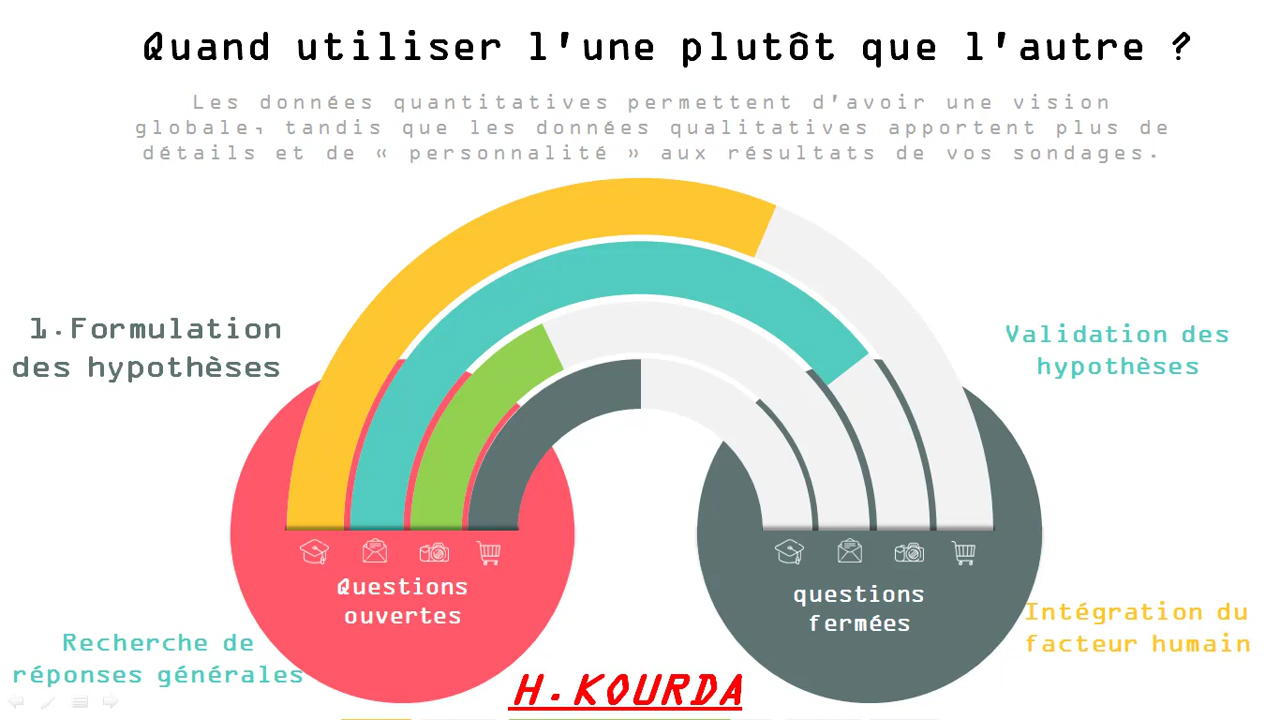 Quand utiliser l'une plutôt que l'autre ?
Les données quantitatives permettent d'avoir une vision
globale, tandis que les données qualitatives apportent plus de
détails et de « personnalité » aux résultats de vos sondages.
1.Formulation
des hypothèses
Validation des
hypothèses
Questions
ouvertes
questions
fermées
Recherche de
réponses générales
Intégration du
facteur humain
H.KOURDA